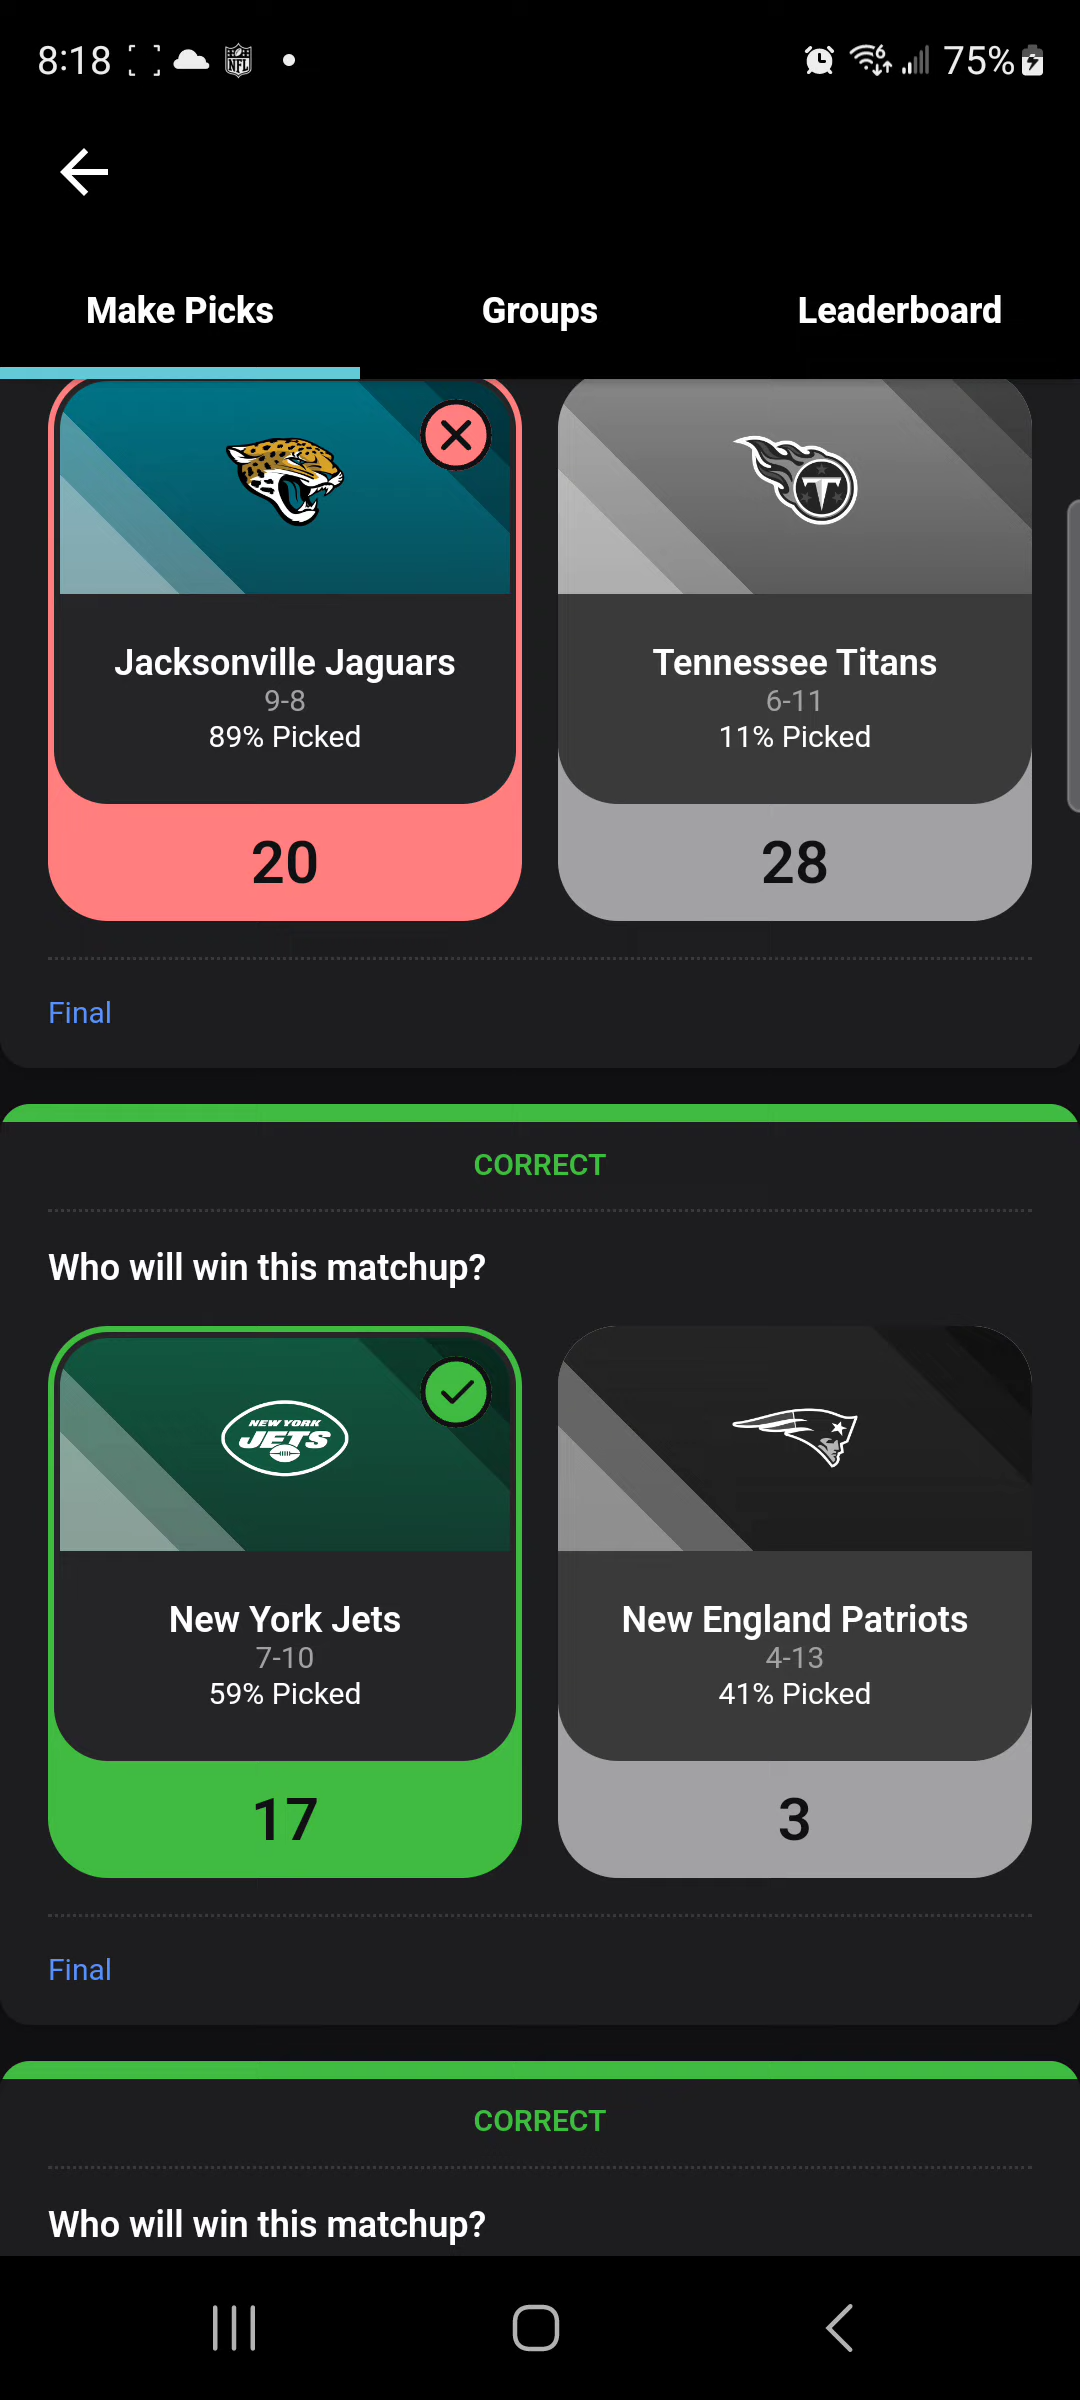 8:18 NFL 75%
Make Picks Groups Leaderboard
Jacksonville Jaguars
9-8
89% Picked
20
T
Tennessee Titans
6-11
11% Picked
28
Final
CORRECT
Who will win this matchup?
NEW YORK
JETS
New York Jets
7-10
59% Picked
17
New England Patriots
4-13
41% Picked
3
Final
CORRECT
Who will win this matchup?